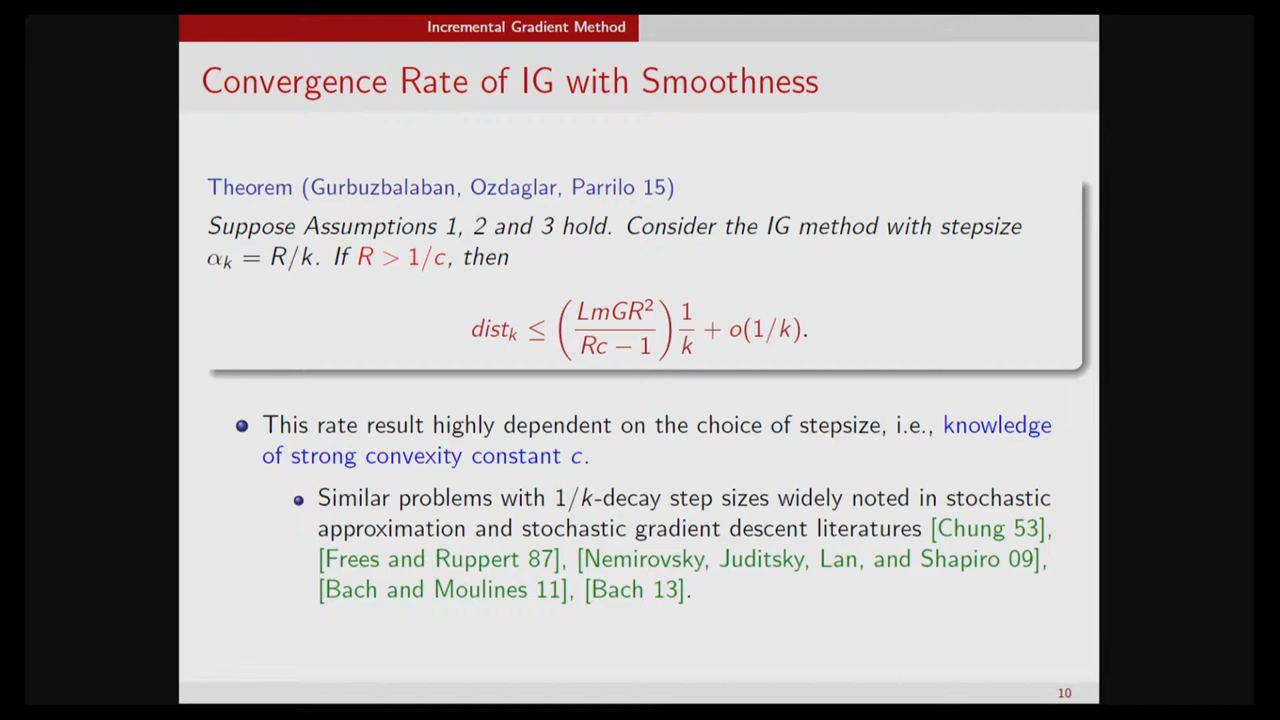 Incremental Gradient Method
Convergence Rate of IG with Smoothness
Theorem (Gurbuzbalaban, Ozdaglar, Parrilo 15)
Suppose Assumptions 1, 2 and 3 hold. Consider the IG method with stepsize
αₖ = R/k. If R > 1/c, then
distₖ ≤ (LmGR² / Rc − 1) 1/k + o(1/k).
This rate result highly dependent on the choice of stepsize, i.e., knowledge
of strong convexity constant c.
Similar problems with 1/k-decay step sizes widely noted in stochastic
approximation and stochastic gradient descent literatures [Chung 53],
[Frees and Ruppert 87], [Nemirovsky, Juditsky, Lan, and Shapiro 09],
[Bach and Moulines 11], [Bach 13].
10